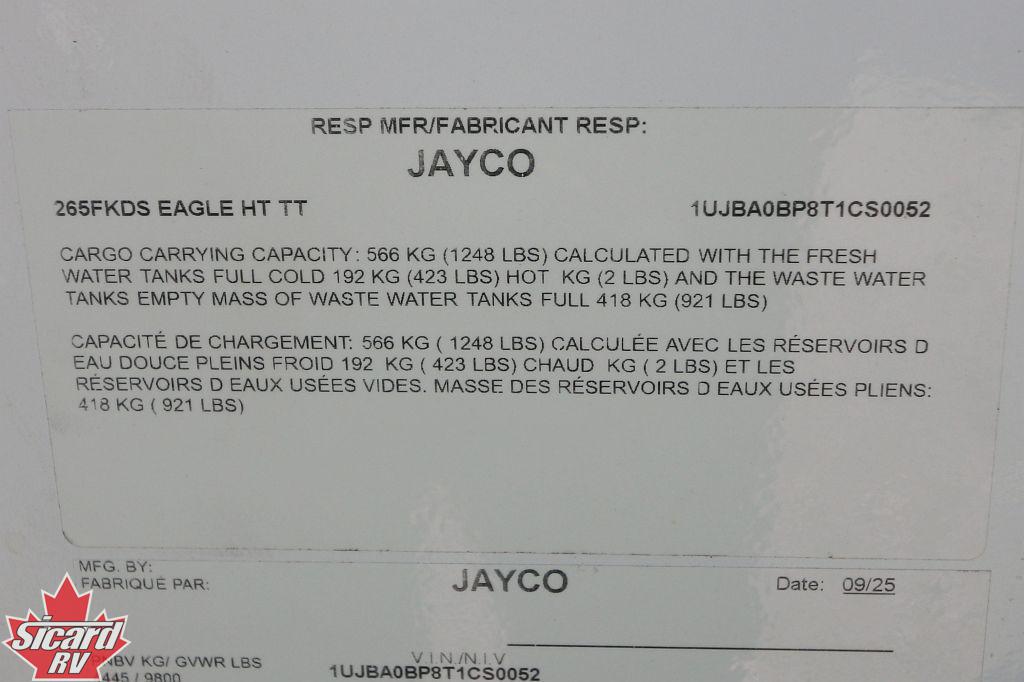 RESP MFR/FABRICANT RESP:
JAYCO
265FKDS EAGLE HT TT 1UJBA0BP8T1CS0052
CARGO CARRYING CAPACITY: 566 KG (1248 LBS) CALCULATED WITH THE FRESH
WATER TANKS FULL COLD 192 KG (423 LBS) HOT KG (2 LBS) AND THE WASTE WATER
TANKS EMPTY MASS OF WASTE WATER TANKS FULL 418 KG (921 LBS)
CAPACITÉ DE CHARGEMENT: 566 KG ( 1248 LBS) CALCULÉE AVEC LES RÉSERVOIRS D
EAU DOUCE PLEINS FROID 192 KG ( 423 LBS) CHAUD KG ( 2 LBS) ET LES
RÉSERVOIRS D EAUX USÉES VIDES. MASSE DES RÉSERVOIRS D EAUX USÉES PLIENS:
418 KG ( 921 LBS)
MFG. BY:
FABRIQUÉ PAR: JAYCO Date: 09/25
V.I.N./N.I.V
KG/ GVWR LBS 1UJBA0BP8T1CS0052
/ 9800
Sicard
RV